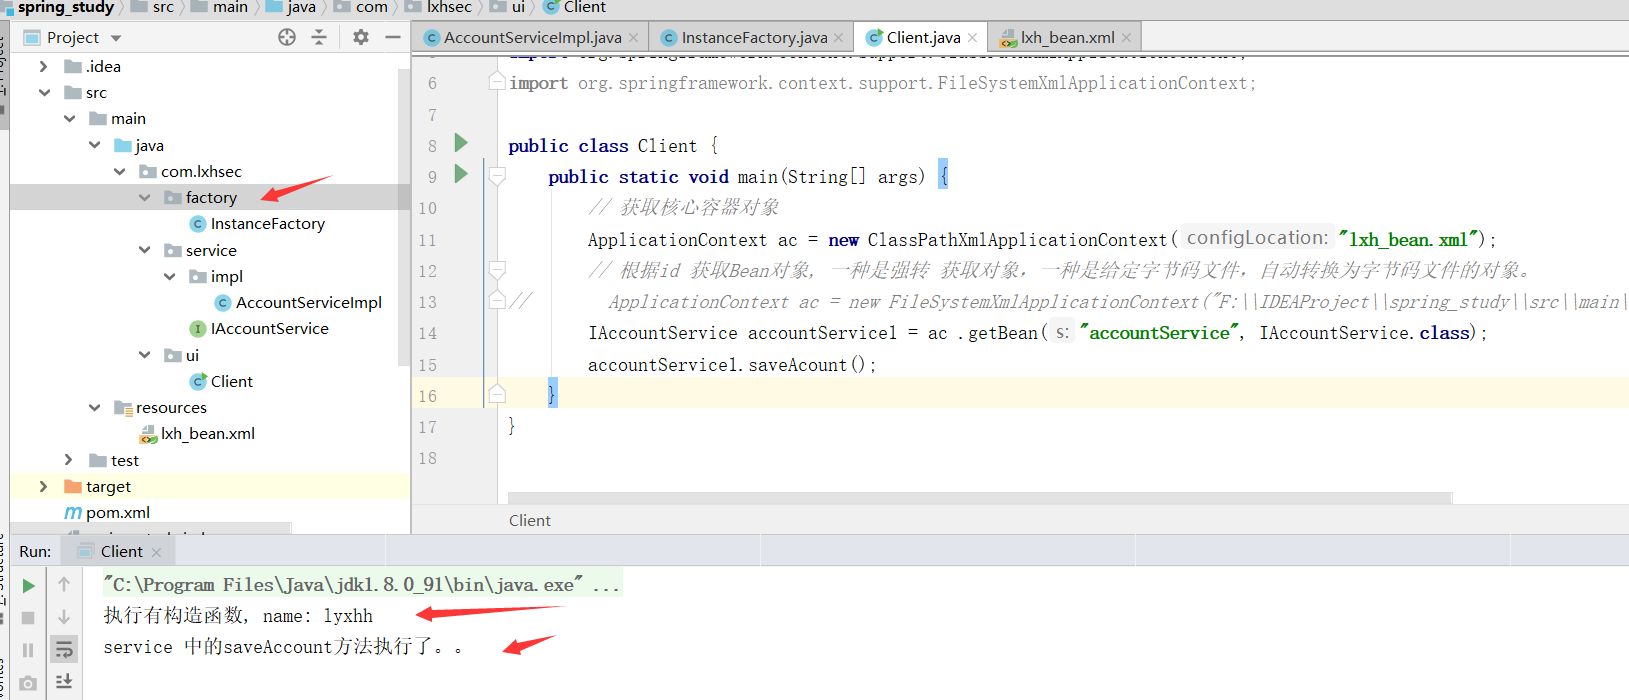 spring_study src main java com lxhsec ui Client
Project
AccountServiceImpl.java InstanceFactory.java Client.java lxh_bean.xml
.idea
src
main
java
com.lxhsec
factory
InstanceFactory
service
impl
AccountServiceImpl
IAccountService
ui
Client
resources
lxh_bean.xml
test
target
pom.xml
6 import org.springframework.context.support.FileSystemXmlApplicationContext;
7
8 public class Client {
9 public static void main(String[] args) {
10 // 获取核心容器对象
11 ApplicationContext ac = new ClassPathXmlApplicationContext( configLocation: "lxh_bean.xml");
12 // 根据id 获取Bean对象, 一种是强转 获取对象，一种是给定字节码文件，自动转换为字节码文件的对象。
13 // ApplicationContext ac = new FileSystemXmlApplicationContext("F:\\IDEAProject\\spring_study\\src\\main\
14 IAccountService accountService1 = ac .getBean( s: "accountService", IAccountService.class);
15 accountService1.saveAcount();
16 }
17 }
18
Client
Run: Client
"C:\Program Files\Java\jdk1.8.0_91\bin\java.exe" ...
执行有构造函数, name: lyxhh
service 中的saveAccount方法执行了。。